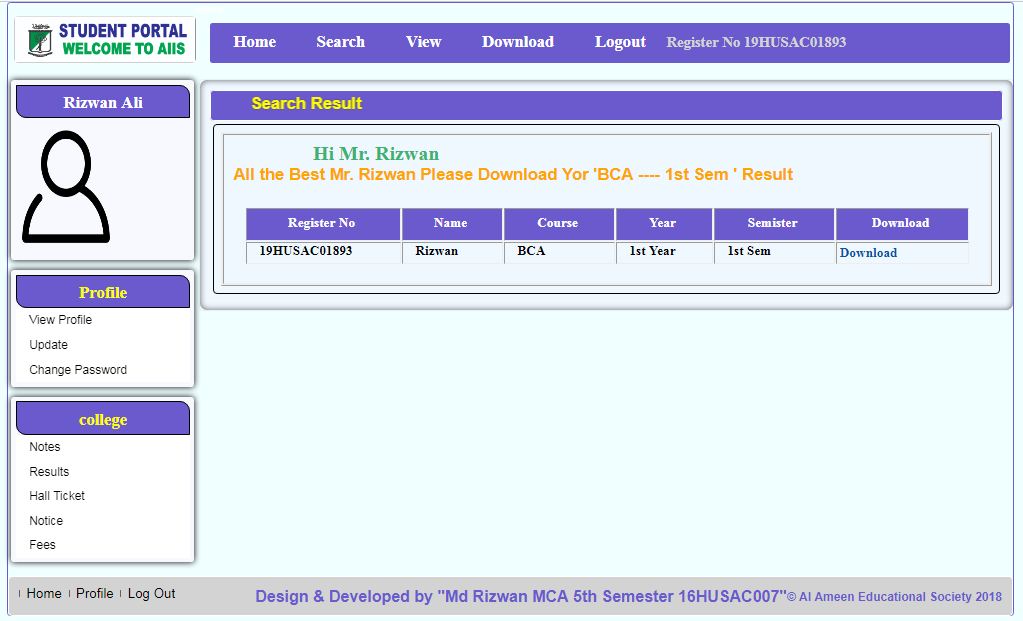 STUDENT PORTAL
WELCOME TO AIIS
Home Search View Download Logout Register No 19HUSAC01893
Rizwan Ali
Search Result
Hi Mr. Rizwan
All the Best Mr. Rizwan Please Download Yor 'BCA ---- 1st Sem ' Result
Register No Name Course Year Semister Download
19HUSAC01893 Rizwan BCA 1st Year 1st Sem Download
Profile
View Profile
Update
Change Password
college
Notes
Results
Hall Ticket
Notice
Fees
Home Profile Log Out Design & Developed by "Md Rizwan MCA 5th Semester 16HUSAC007"© Al Ameen Educational Society 2018